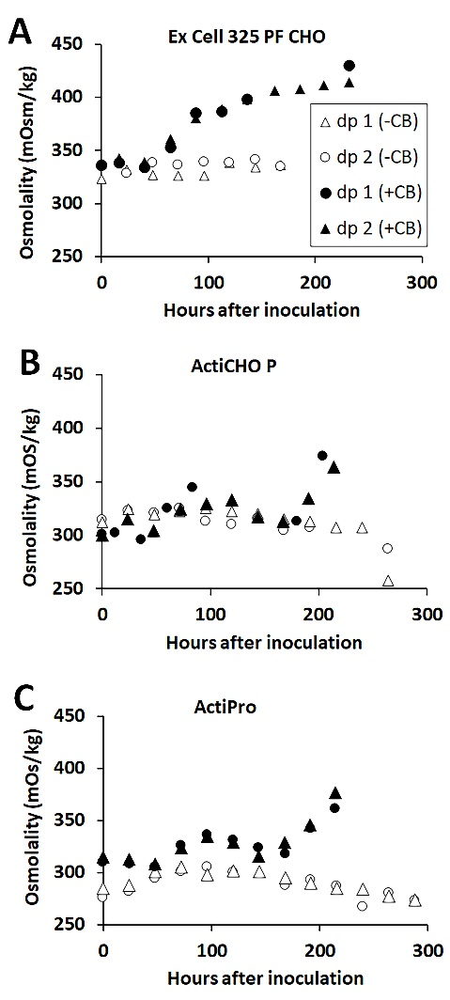 A
Ex Cell 325 PF CHO
Osmolality (mOsm/kg)
450
400
350
300
250
0
100
200
300
Hours after inoculation
dp 1 (-CB)
dp 2 (-CB)
dp 1 (+CB)
dp 2 (+CB)
B
ActiCHO P
Osmolality (mOS/kg)
450
400
350
300
250
0
100
200
300
Hours after inoculation
C
ActiPro
Osmolality (mOs/kg)
450
400
350
300
250
0
100
200
300
Hours after inoculation